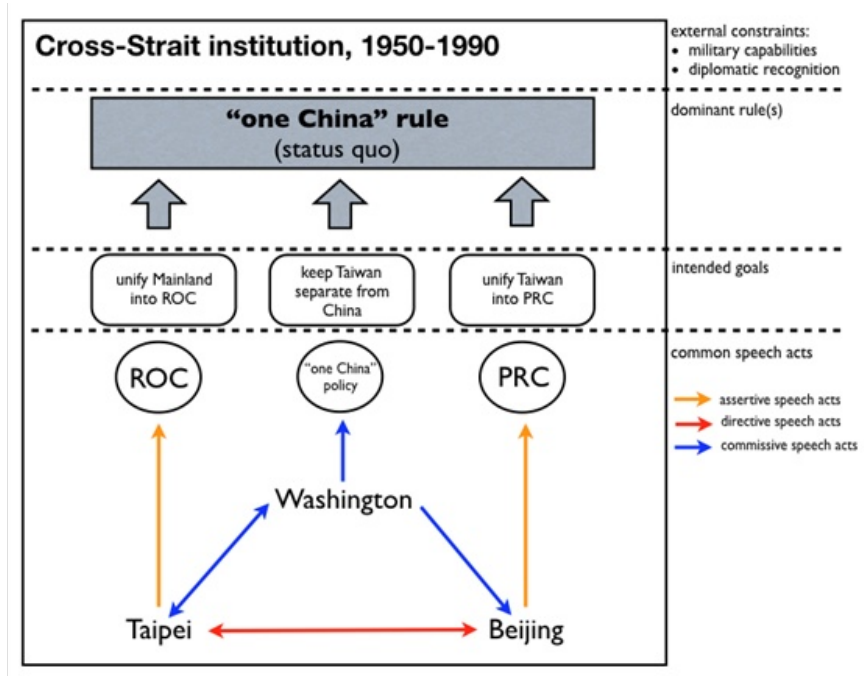 Cross-Strait institution, 1950-1990
external constraints:
• military capabilities
• diplomatic recognition
"one China" rule
(status quo)
dominant rule(s)
unify Mainland
into ROC
keep Taiwan
separate from
China
unify Taiwan
into PRC
intended goals
ROC
"one China"
policy
PRC
common speech acts
assertive speech acts
directive speech acts
commissive speech acts
Washington
Taipei
Beijing